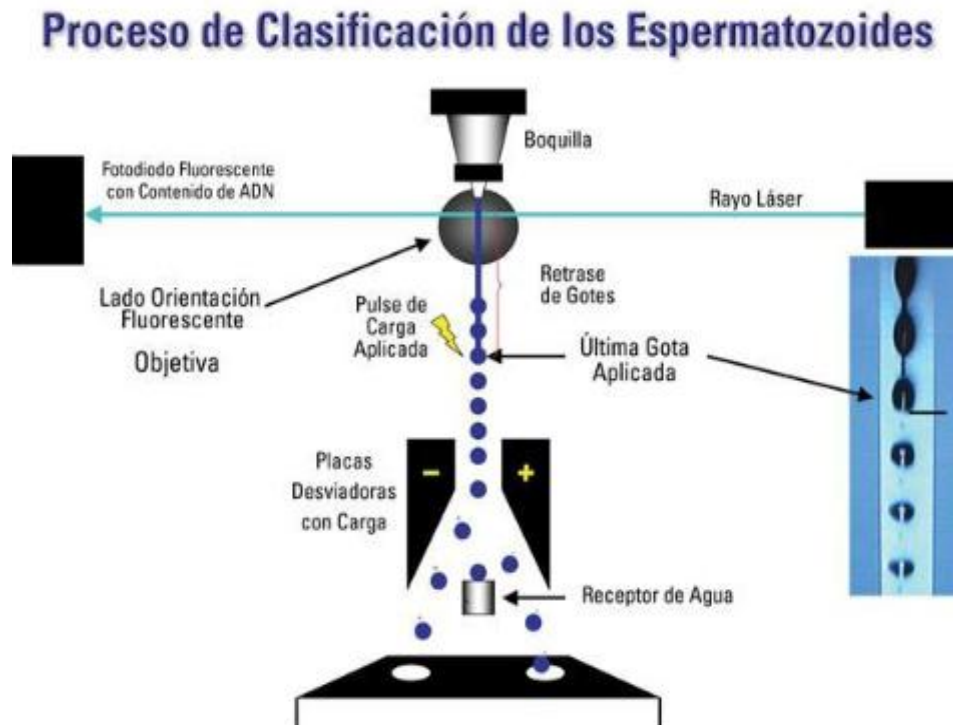 Proceso de Clasificación de los Espermatozoides
Boquilla
Fotodiodo Fluorescente
con Contenido de ADN
Rayo Láser
Lado Orientación
Fluorescente
Objetiva
Pulse de
Carga
Aplicada
Retrase
de Gotes
Última Gota
Aplicada
Placas
Desviadoras
con Carga
-
+
Receptor de Agua